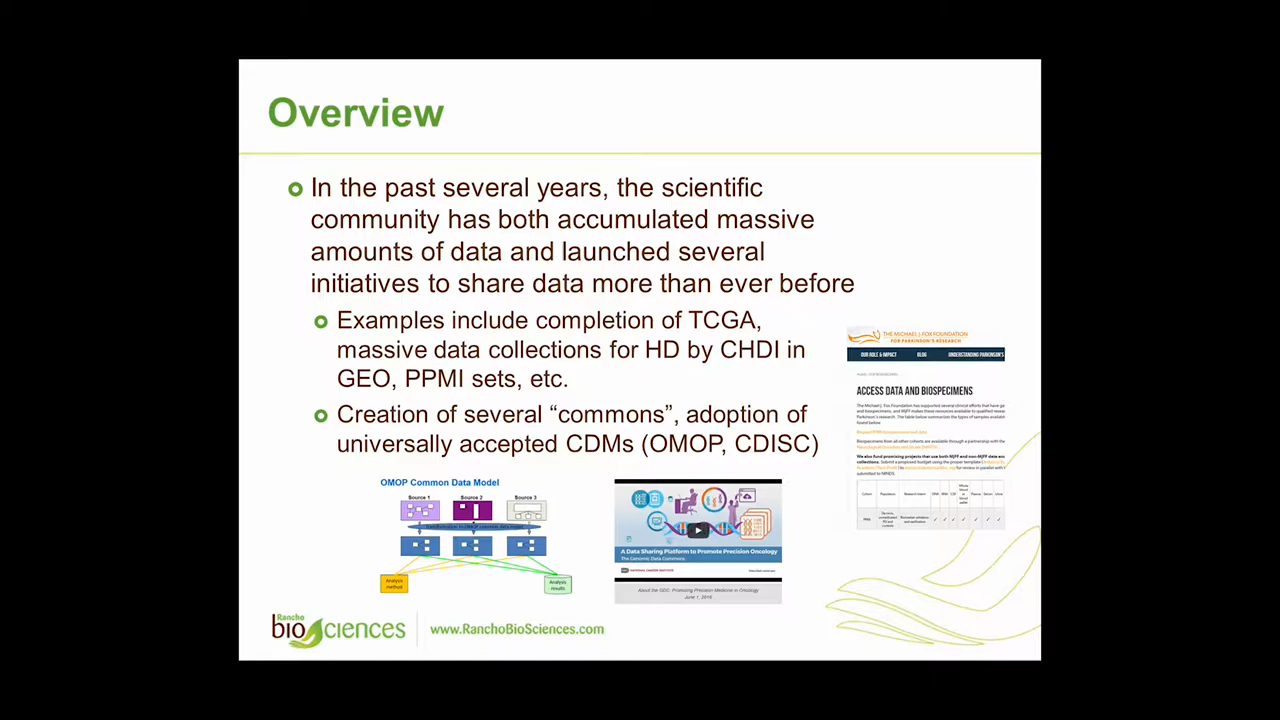 Overview
In the past several years, the scientific
community has both accumulated massive
amounts of data and launched several
initiatives to share data more than ever before
Examples include completion of TCGA,
massive data collections for HD by CHDI in
GEO, PPMI sets, etc.
Creation of several “commons”, adoption of
universally accepted CDMs (OMOP, CDISC)
THE MICHAEL J. FOX FOUNDATION
FOR PARKINSON'S RESEARCH
OUR ROLE & IMPACT BLOG UNDERSTANDING PARKINSON'S
ACCESS DATA AND BIOSPECIMENS
OMOP Common Data Model
Source 1 Source 2 Source 3
Analysis
method
Analysis
results
A Data Sharing Platform to Promote Precision Oncology
The Genomic Data Commons
NATIONAL CANCER INSTITUTE
About the GDC: Promoting Precision Medicine in Oncology
June 1, 2016
Rancho
biosciences
www.RanchoBioSciences.com